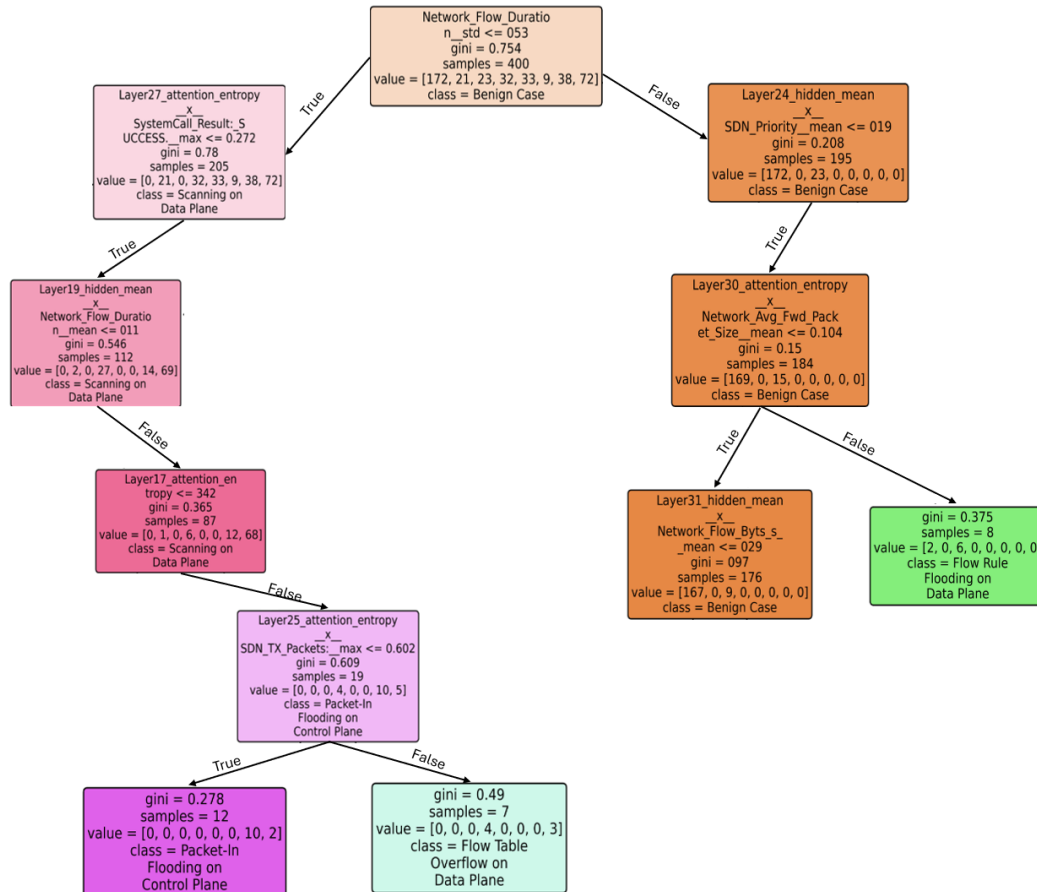 Network_Flow_Duratio
n__std <= 053
gini = 0.754
samples = 400
value = [172, 21, 23, 32, 33, 9, 38, 72]
class = Benign Case
True
False
Layer27_attention_entropy
__x__
SystemCall_Result:_S
UCCESS.__max <= 0.272
gini = 0.78
samples = 205
value = [0, 21, 0, 32, 33, 9, 38, 72]
class = Scanning on
Data Plane
Layer24_hidden_mean
__x__
SDN_Priority__mean <= 019
gini = 0.208
samples = 195
value = [172, 0, 23, 0, 0, 0, 0, 0]
class = Benign Case
True
True
Layer19_hidden_mean
__x__
Network_Flow_Duratio
n__mean <= 011
gini = 0.546
samples = 112
value = [0, 2, 0, 27, 0, 0, 14, 69]
class = Scanning on
Data Plane
Layer30_attention_entropy
__x__
Network_Avg_Fwd_Pack
et_Size__mean <= 0.104
gini = 0.15
samples = 184
value = [169, 0, 15, 0, 0, 0, 0, 0]
class = Benign Case
False
True
False
Layer17_attention_en
tropy <= 342
gini = 0.365
samples = 87
value = [0, 1, 0, 6, 0, 0, 12, 68]
class = Scanning on
Data Plane
Layer31_hidden_mean
__x__
Network_Flow_Byts_s_
_mean <= 029
gini = 097
samples = 176
value = [167, 0, 9, 0, 0, 0, 0, 0]
class = Benign Case
gini = 0.375
samples = 8
value = [2, 0, 6, 0, 0, 0, 0, 0
class = Flow Rule
Flooding on
Data Plane
False
Layer25_attention_entropy
__x__
SDN_TX_Packets:__max <= 0.602
gini = 0.609
samples = 19
value = [0, 0, 0, 4, 0, 0, 10, 5]
class = Packet-In
Flooding on
Control Plane
True
False
gini = 0.278
samples = 12
value = [0, 0, 0, 0, 0, 0, 10, 2]
class = Packet-In
Flooding on
Control Plane
gini = 0.49
samples = 7
value = [0, 0, 0, 4, 0, 0, 0, 3]
class = Flow Table
Overflow on
Data Plane